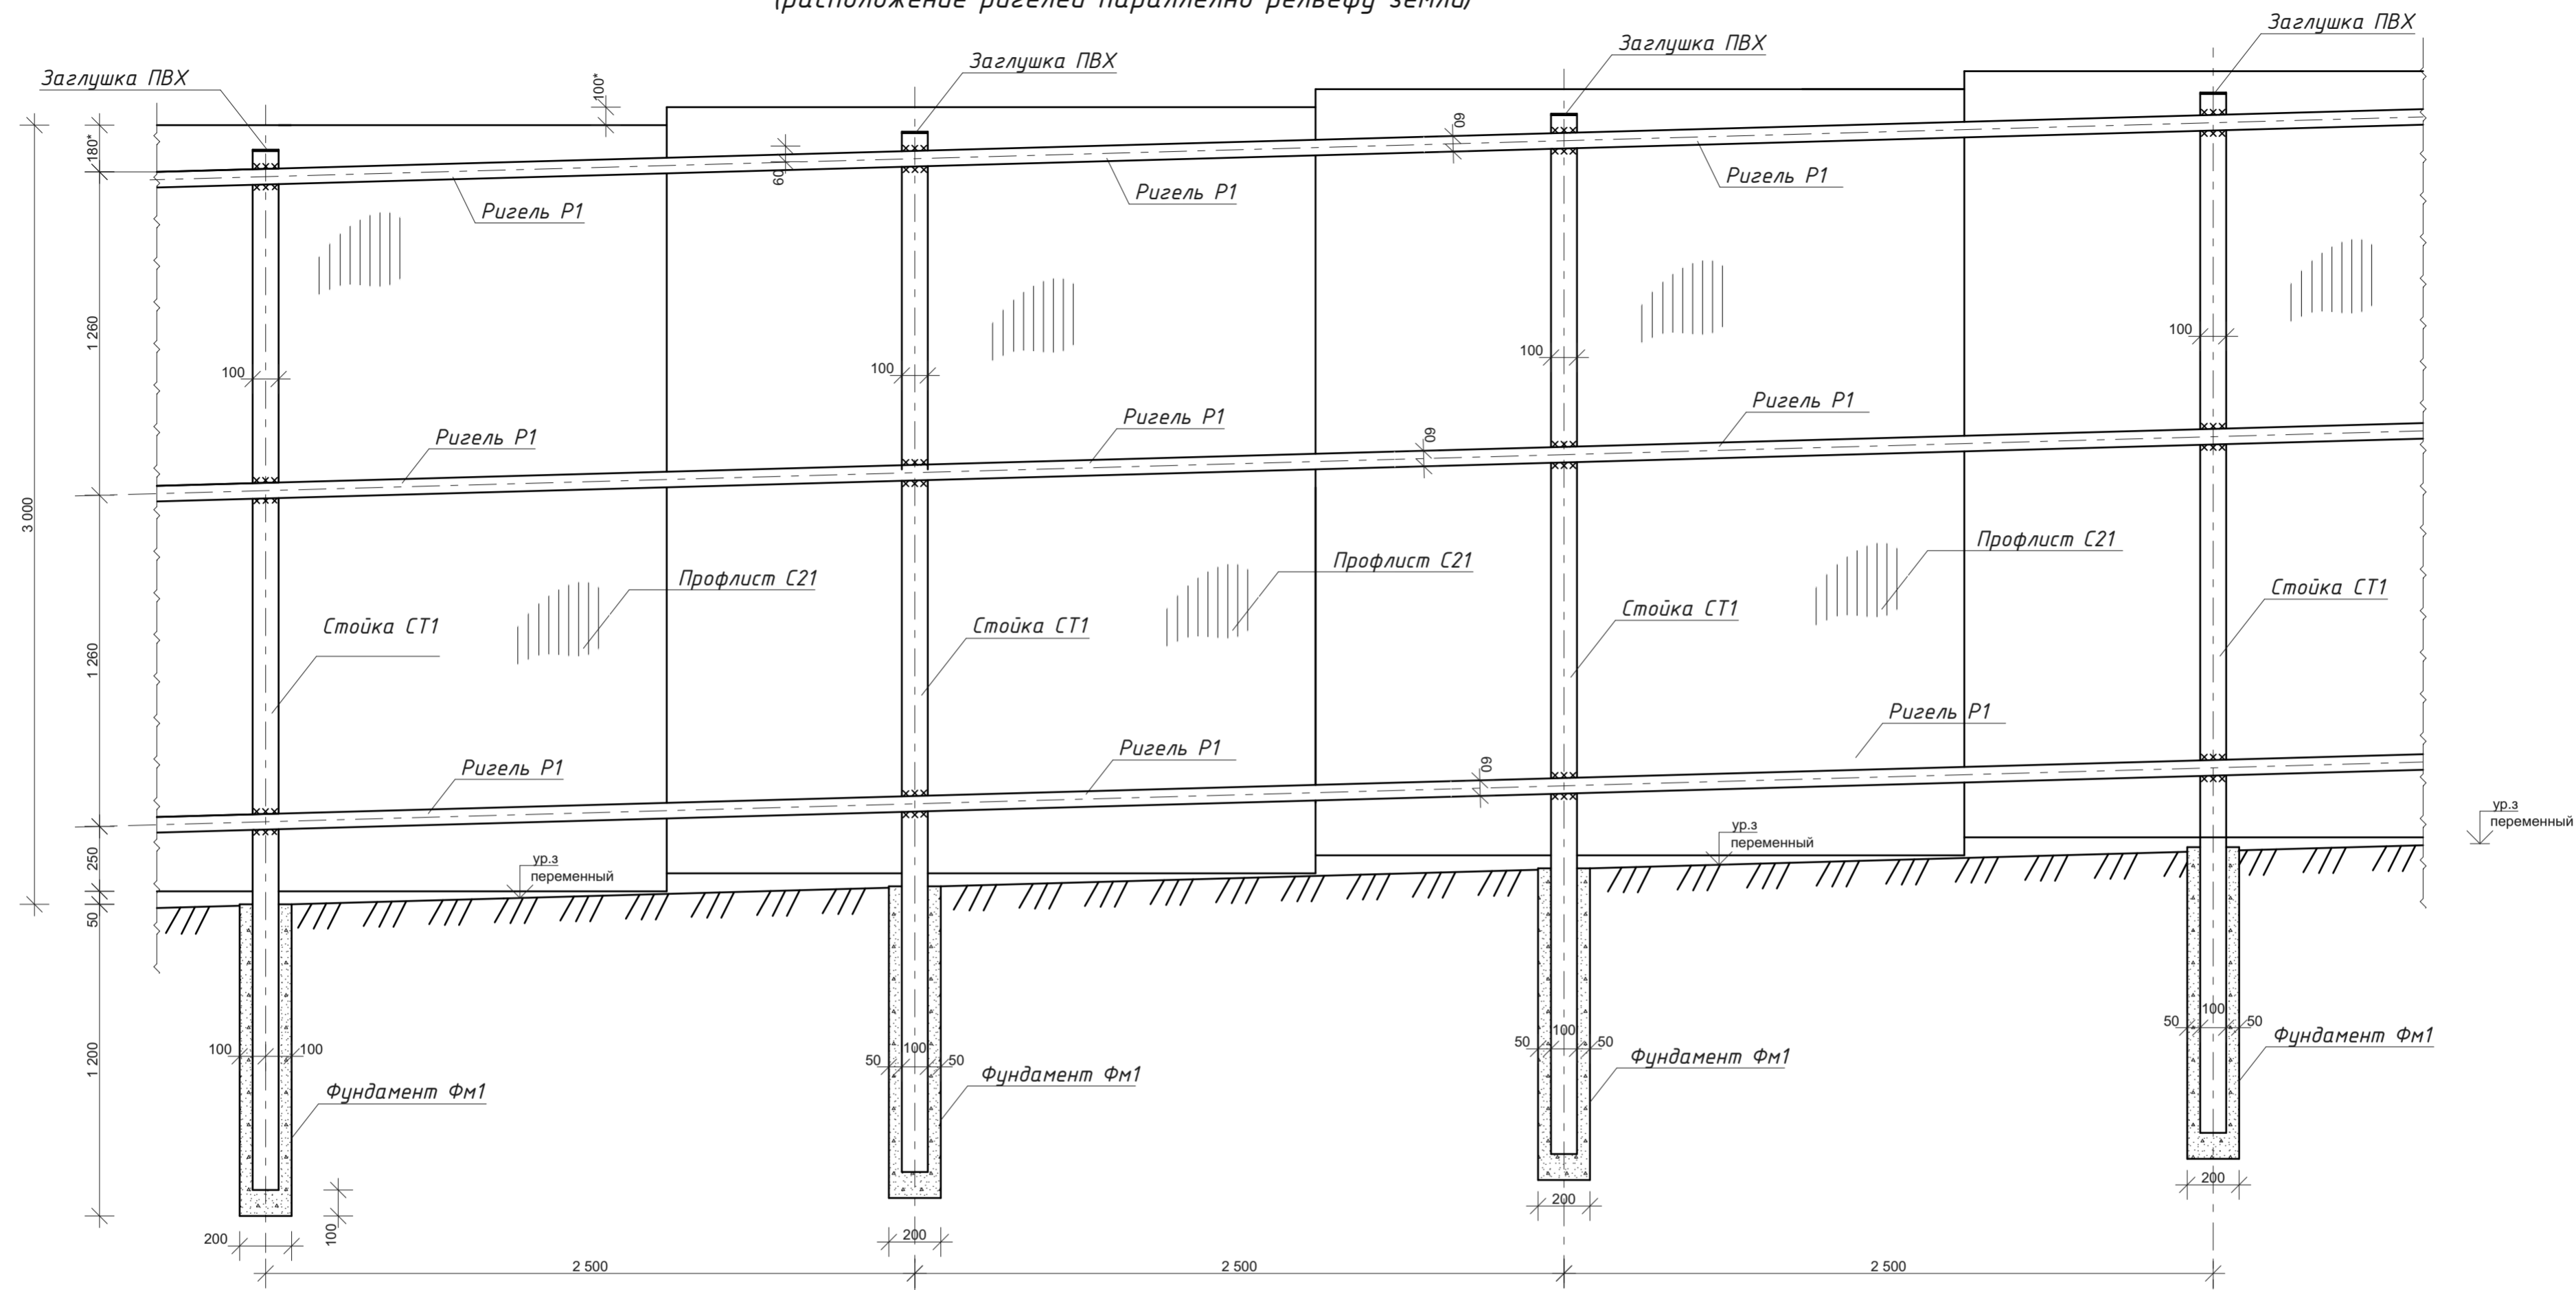 (расположение ригелей параллелно рельефу земли)
Заглушка ПВХ
Заглушка ПВХ
Заглушка ПВХ
Заглушка ПВХ
100*
180*
60
60
Ригель Р1
Ригель Р1
Ригель Р1
1 260
100
100
100
100
Ригель Р1
Ригель Р1
Ригель Р1
60
3 000
Профлист С21
Профлист С21
Профлист С21
Стойка СТ1
Стойка СТ1
Стойка СТ1
Стойка СТ1
1 260
Ригель Р1
Ригель Р1
Ригель Р1
60
250
ур.з
переменный
ур.з
переменный
ур.з
переменный
50
1 200
100
100
50
100
50
50
100
50
50
100
50
Фундамент Фм1
Фундамент Фм1
Фундамент Фм1
Фундамент Фм1
100
200
200
200
200
2 500
2 500
2 500